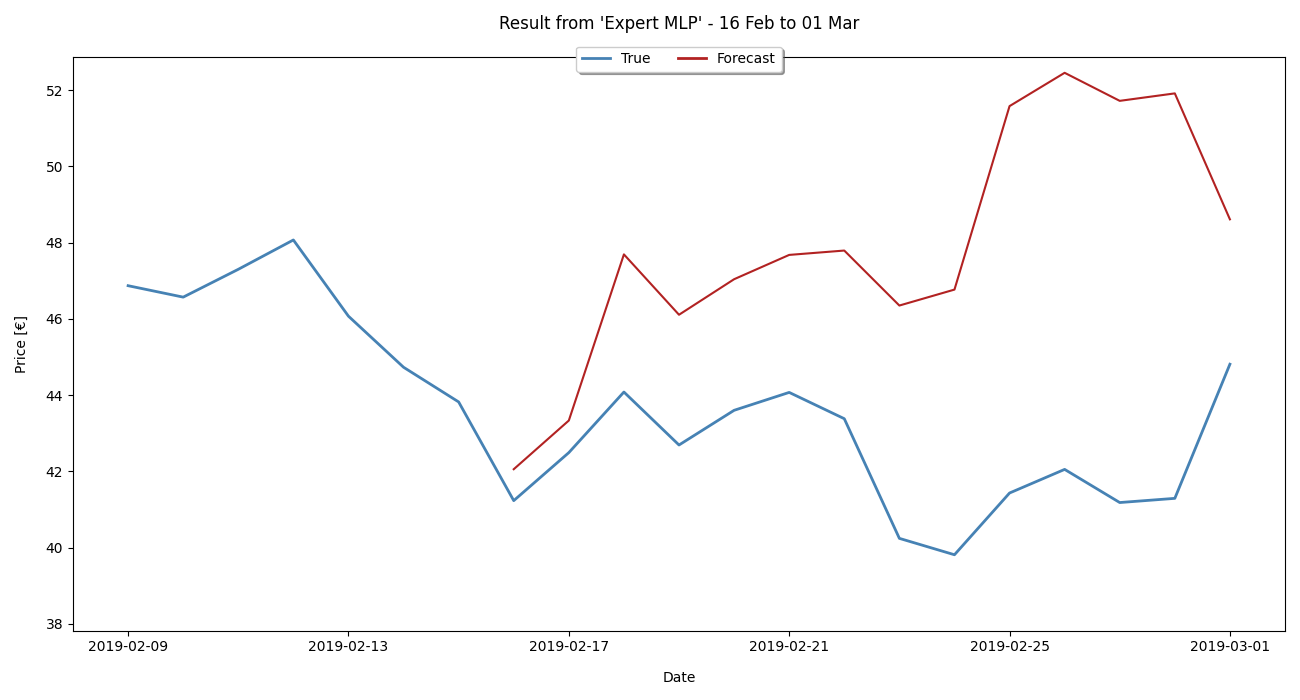 Result from 'Expert MLP' - 16 Feb to 01 Mar
True Forecast
52
50
48
46
44
42
40
38
Price [€]
2019-02-09 2019-02-13 2019-02-17 2019-02-21 2019-02-25 2019-03-01
Date